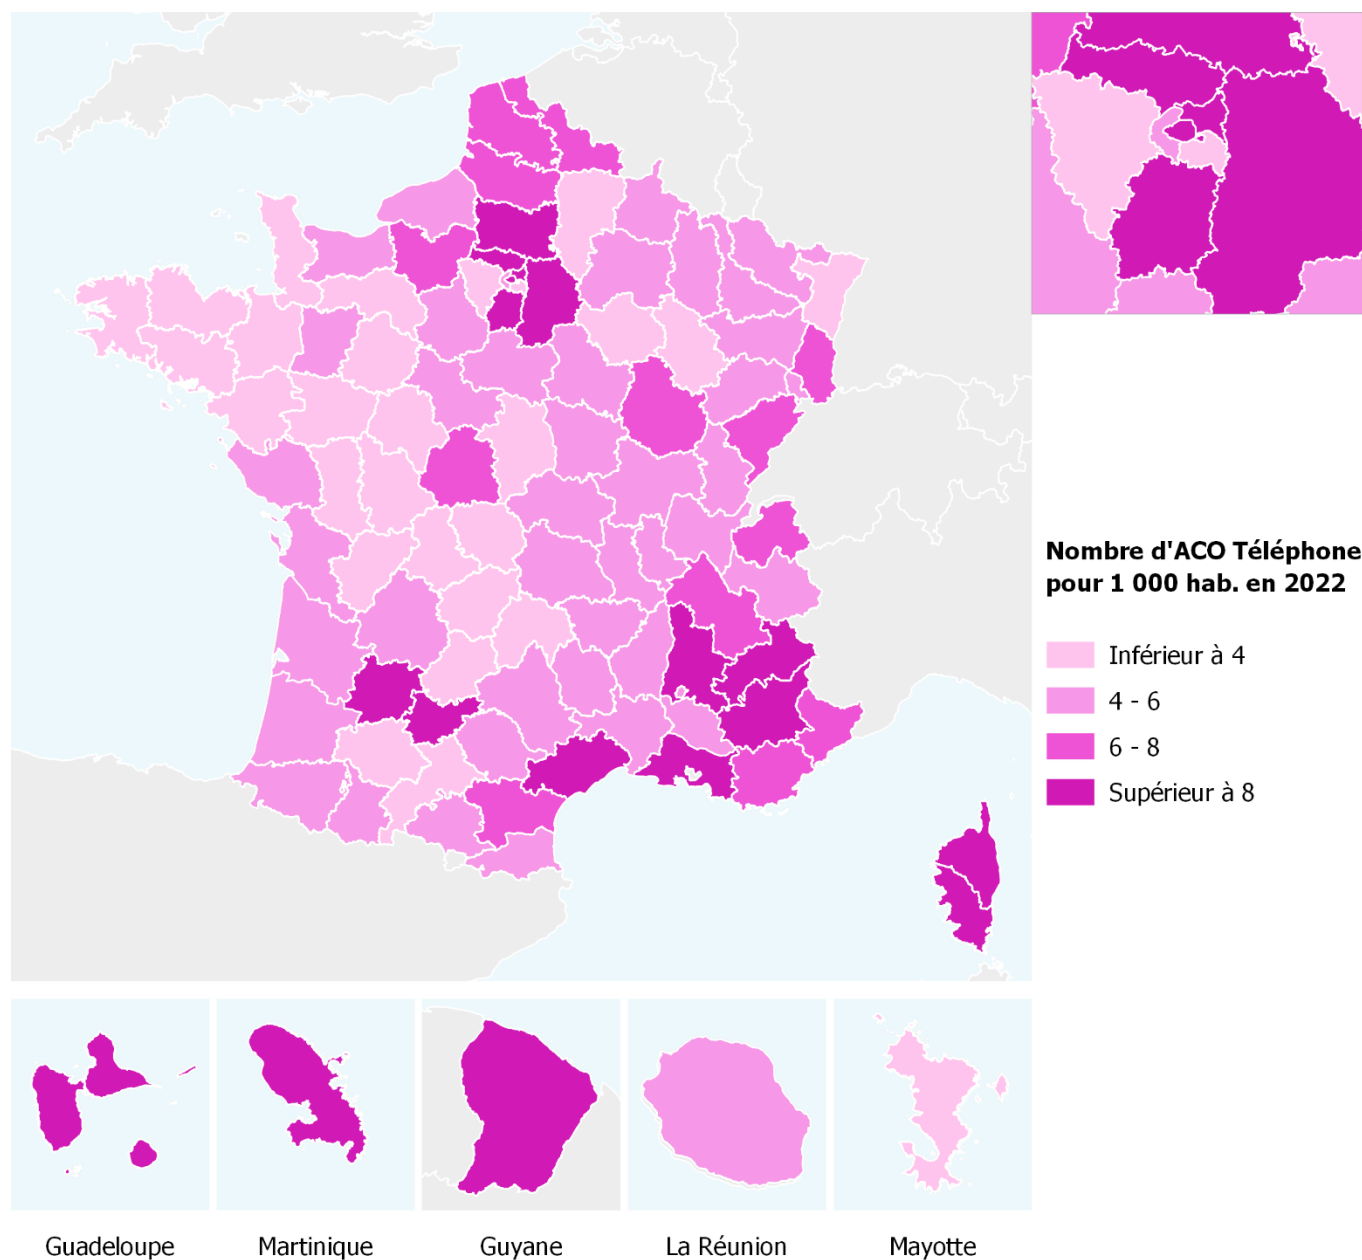 Nombre d'ACO Téléphone
pour 1 000 hab. en 2022
Inférieur à 4
4 - 6
6 - 8
Supérieur à 8
Guadeloupe
Martinique
Guyane
La Réunion
Mayotte